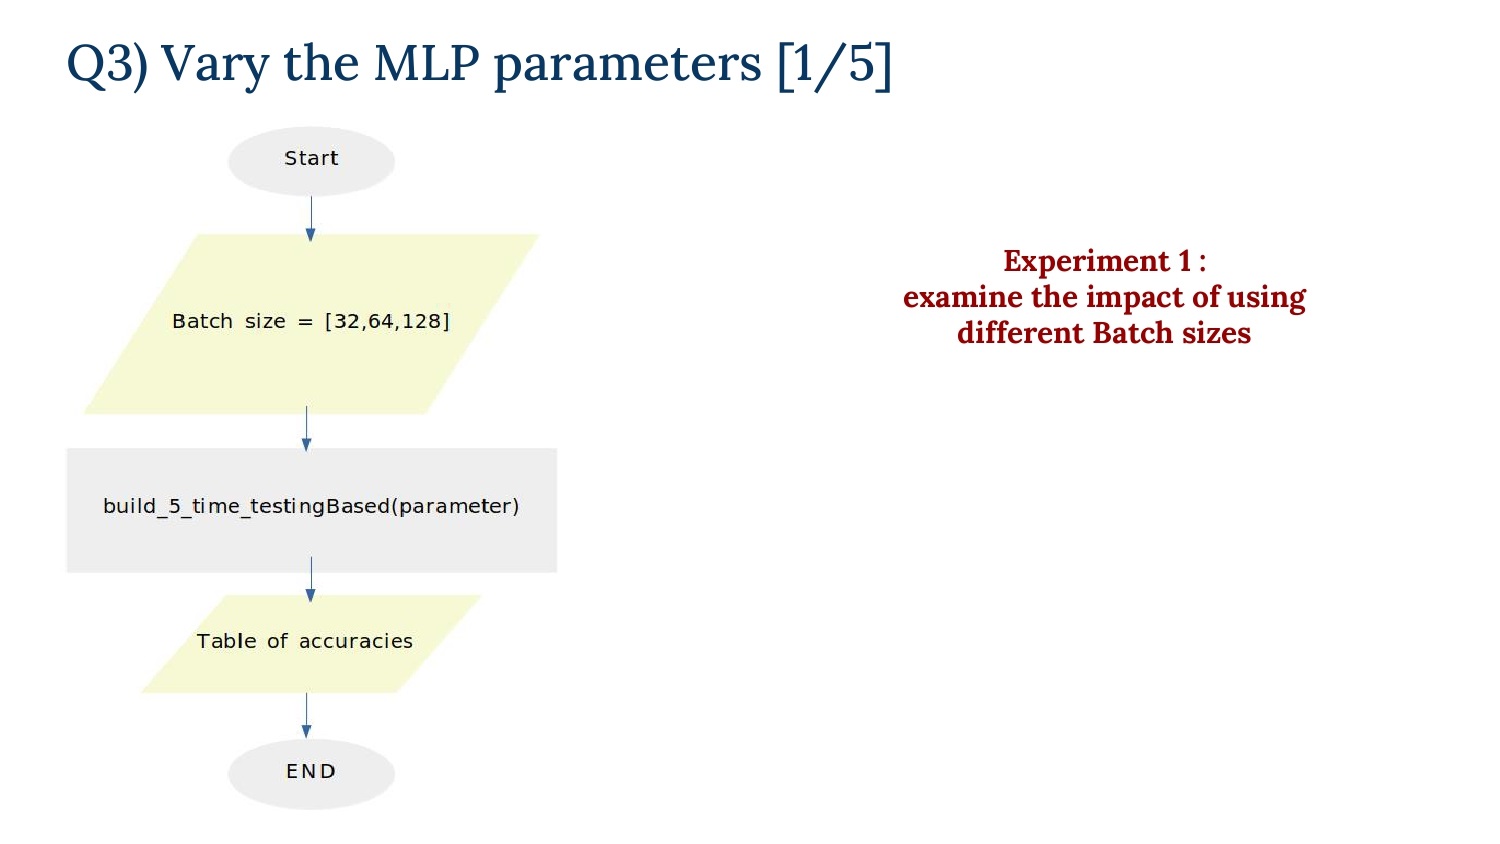 Q3) Vary the MLP parameters [1/5]
Start
Batch size = [32,64,128]
build_5_time_testingBased(parameter)
Table of accuracies
END
Experiment 1 :
examine the impact of using
different Batch sizes